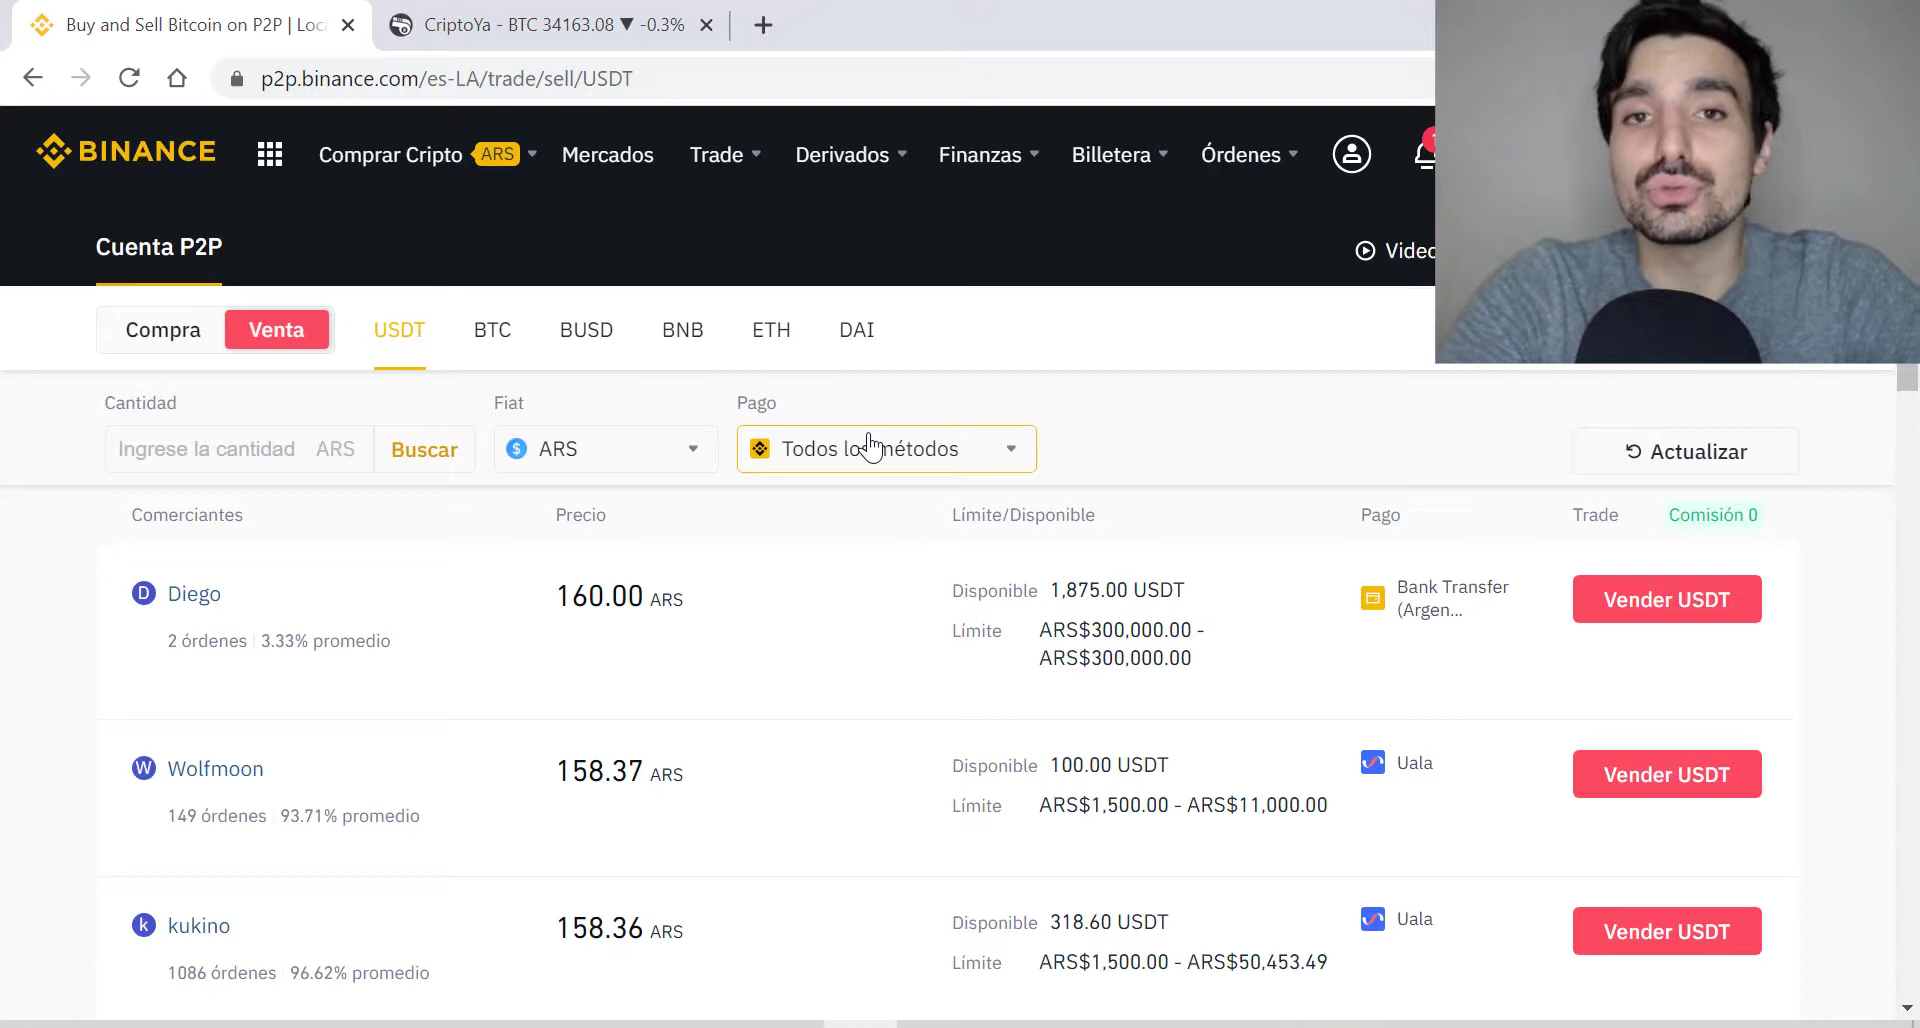 Buy and Sell Bitcoin on P2P | Loc
CriptoYa - BTC 34163.08 ▼ -0.3%
p2p.binance.com/es-LA/trade/sell/USDT
BINANCE
Comprar Cripto ARS
Mercados
Trade
Derivados
Finanzas
Billetera
Órdenes
Cuenta P2P
Video
Compra
Venta
USDT
BTC
BUSD
BNB
ETH
DAI
Cantidad
Fiat
Pago
Ingrese la cantidad ARS
Buscar
$ ARS
Todos los métodos
Actualizar
Comerciantes
Precio
Límite/Disponible
Pago
Trade
Comisión 0
D Diego
2 órdenes | 3.33% promedio
160.00 ARS
Disponible 1,875.00 USDT
Límite ARS$300,000.00 -
ARS$300,000.00
Bank Transfer
(Argen...
Vender USDT
W Wolfmoon
149 órdenes | 93.71% promedio
158.37 ARS
Disponible 100.00 USDT
Límite ARS$1,500.00 - ARS$11,000.00
Uala
Vender USDT
k kukino
1086 órdenes | 96.62% promedio
158.36 ARS
Disponible 318.60 USDT
Límite ARS$1,500.00 - ARS$50,453.49
Uala
Vender USDT